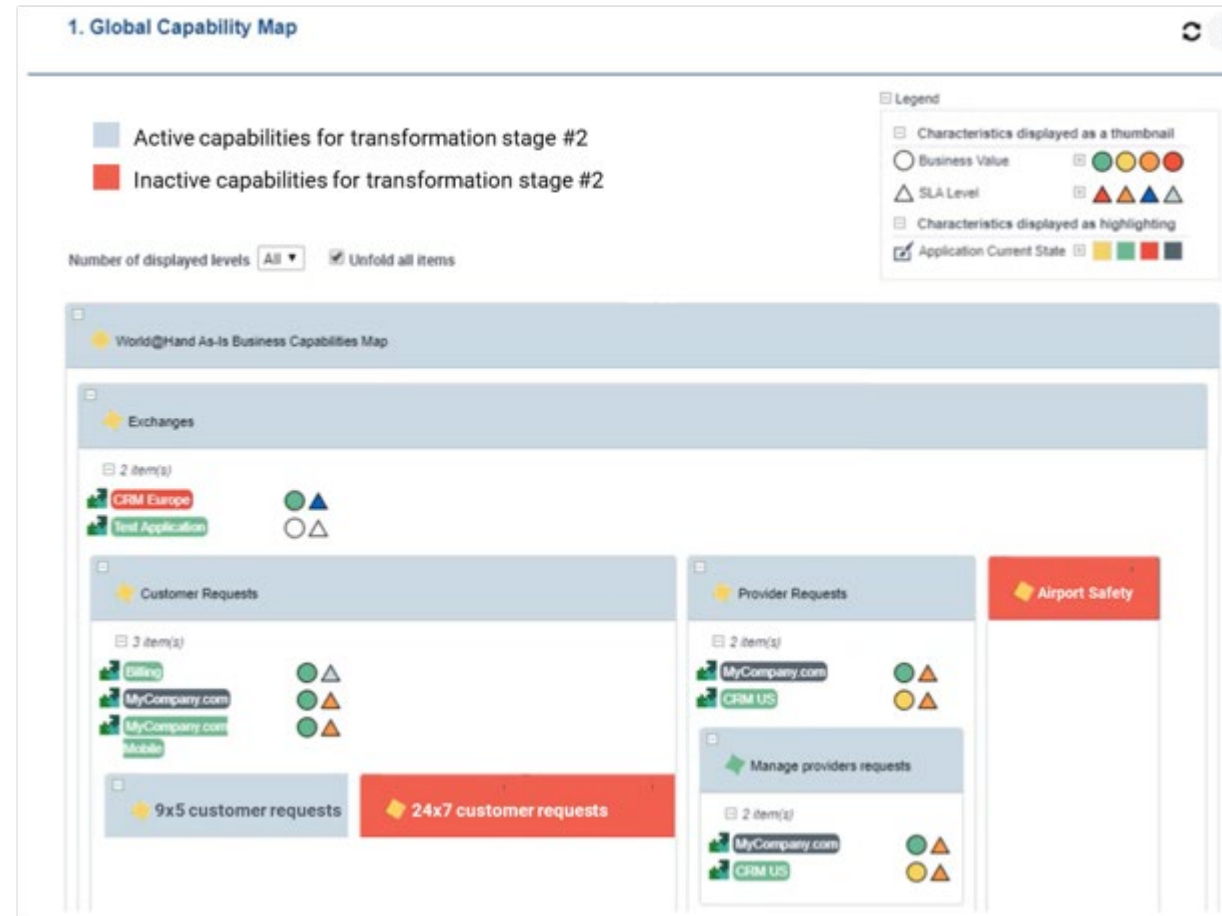 1. Global Capability Map
Active capabilities for transformation stage #2
Inactive capabilities for transformation stage #2
Number of displayed levels All ▼ Unfold all items
Legend
Characteristics displayed as a thumbnail
Business Value
SLA Level
Characteristics displayed as highlighting
Application Current State
World@Hand As-Is Business Capabilities Map
Exchanges
2 item(s)
CRM Europe
Test Application
Customer Requests
3 item(s)
Billing
MyCompany.com
MyCompany.com
Mobile
9x5 customer requests
24x7 customer requests
Provider Requests
2 item(s)
MyCompany.com
CRM US
Manage providers requests
2 item(s)
MyCompany.com
CRM US
Airport Safety